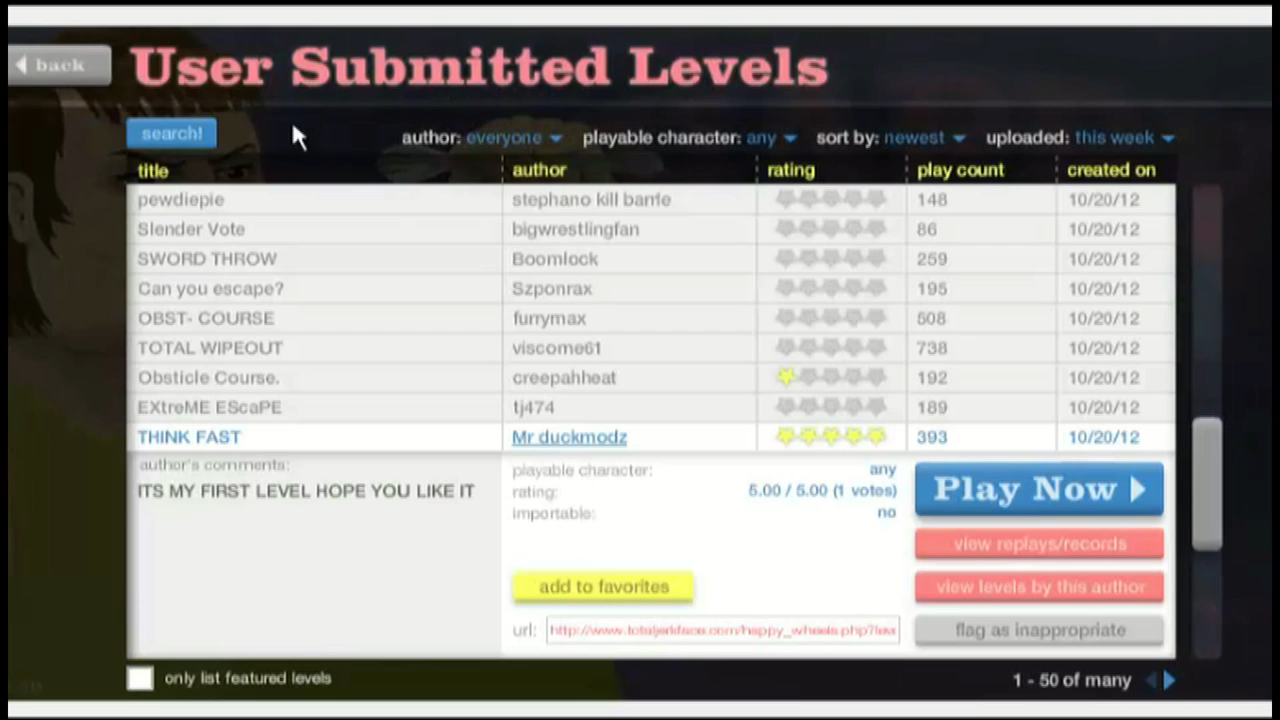 back
User Submitted Levels
search!
author: everyone playable character: any sort by: newest uploaded: this week
title author rating play count created on
pewdiepie stephano kill barrle 148 10/20/12
Slender Vote bigwrestlingfan 86 10/20/12
SWORD THROW Boomlock 259 10/20/12
Can you escape? Szponrax 195 10/20/12
OBST- COURSE furrymax 508 10/20/12
TOTAL WIPEOUT viscome61 738 10/20/12
Obsticle Course. creepahheat 192 10/20/12
EXtreME EScaPE tj474 189 10/20/12
THINK FAST Mr duckmodz 393 10/20/12
author's comments:
ITS MY FIRST LEVEL HOPE YOU LIKE IT
playable character: any
rating: 5.00 / 5.00 (1 votes)
importable: no
Play Now
view replays/records
add to favorites
view levels by this author
url: http://www.totaljerkface.com/happy_wheels.php?leve
flag as inappropriate
only list featured levels
1 - 50 of many